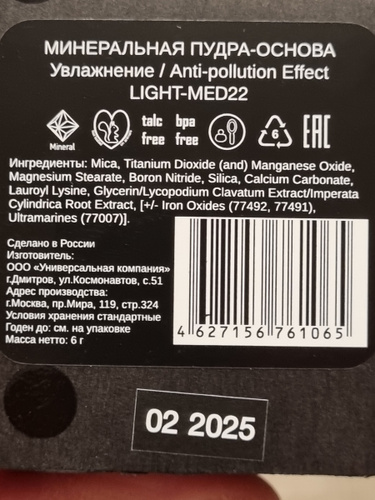 МИНЕРАЛЬНАЯ ПУДРА-ОСНОВА
Увлажнение / Anti-pollution Effect
LIGHT-MED22
Mineral
talc free
bpa free
6
EAC
Ингредиенты: Mica, Titanium Dioxide (and) Manganese Oxide,
Magnesium Stearate, Boron Nitride, Silica, Calcium Carbonate,
Lauroyl Lysine, Glycerin/Lycopodium Clavatum Extract/Imperata
Cylindrica Root Extract, [+/- Iron Oxides (77492, 77491),
Ultramarines (77007)].
Сделано в России
Изготовитель:
ООО «Универсальная компания»
г.Дмитров, ул.Космонавтов, с.51
Адрес производства:
г.Москва, пр.Мира, 119, стр.324
Условия хранения стандартные
Годен до: см. на упаковке
Масса нетто: 6 г
4 627156 761065
02 2025